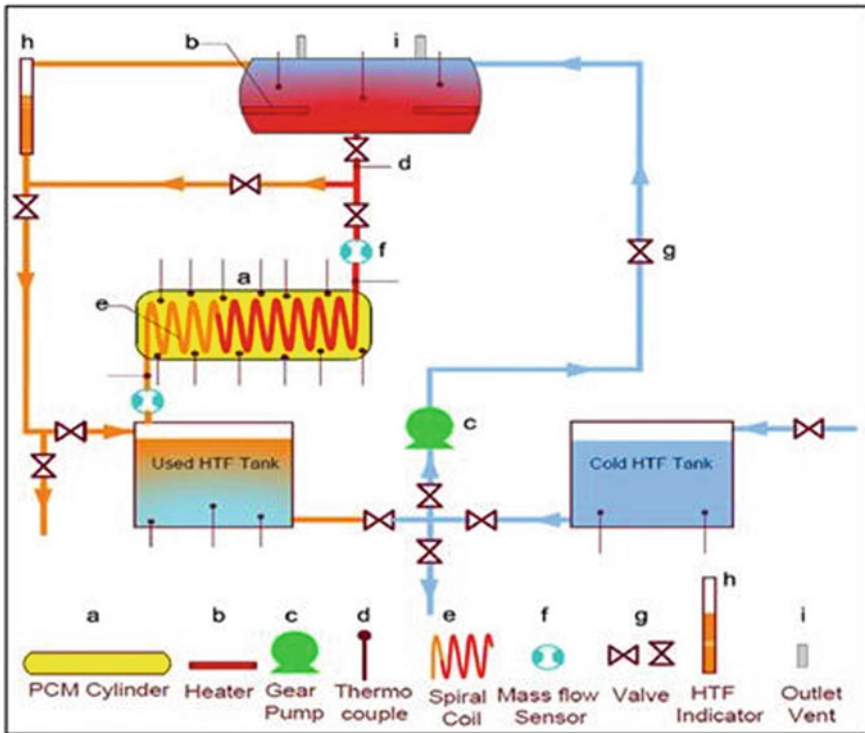 h
b
i
d
f
g
a
e
c
Used HTF Tank
Cold HTF Tank
a b c d e f g h i
PCM Cylinder
Heater
Gear
Pump
Thermo
couple
Spiral
Coil
Mass flow
Sensor
Valve
HTF
Indicator
Outlet
Vent